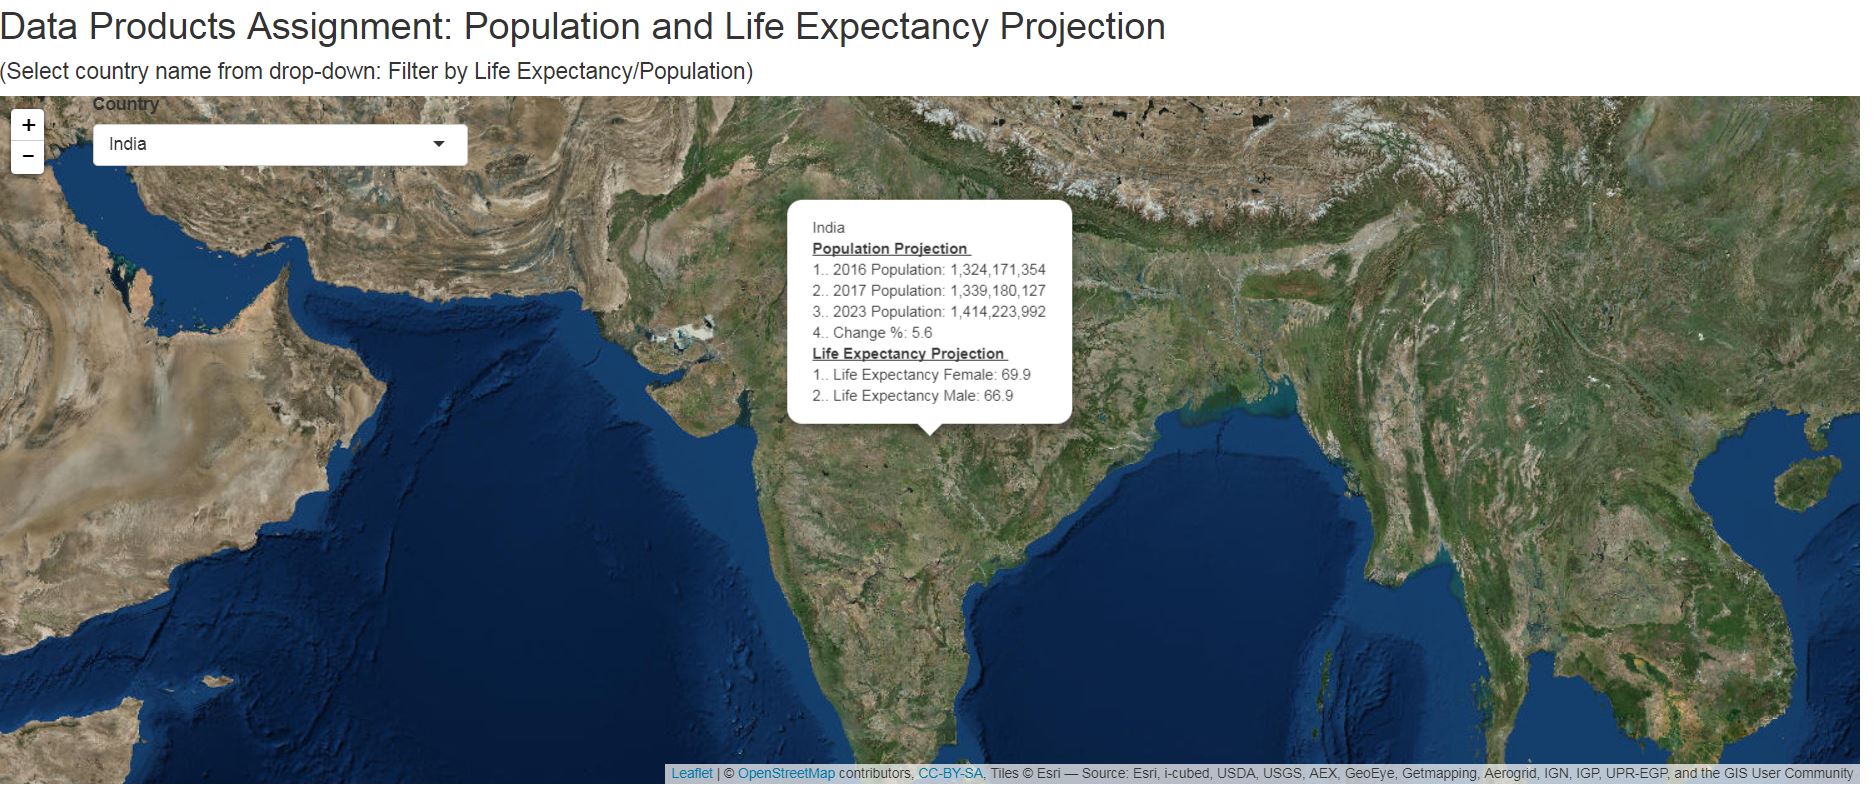 Data Products Assignment: Population and Life Expectancy Projection
(Select country name from drop-down: Filter by Life Expectancy/Population)
Country
+
India
−
India
Population Projection
1.. 2016 Population: 1,324,171,354
2.. 2017 Population: 1,339,180,127
3.. 2023 Population: 1,414,223,992
4.. Change %: 5.6
Life Expectancy Projection
1.. Life Expectancy Female: 69.9
2.. Life Expectancy Male: 66.9
Leaflet | © OpenStreetMap contributors, CC-BY-SA, Tiles © Esri — Source: Esri, i-cubed, USDA, USGS, AEX, GeoEye, Getmapping, Aerogrid, IGN, IGP, UPR-EGP, and the GIS User Community